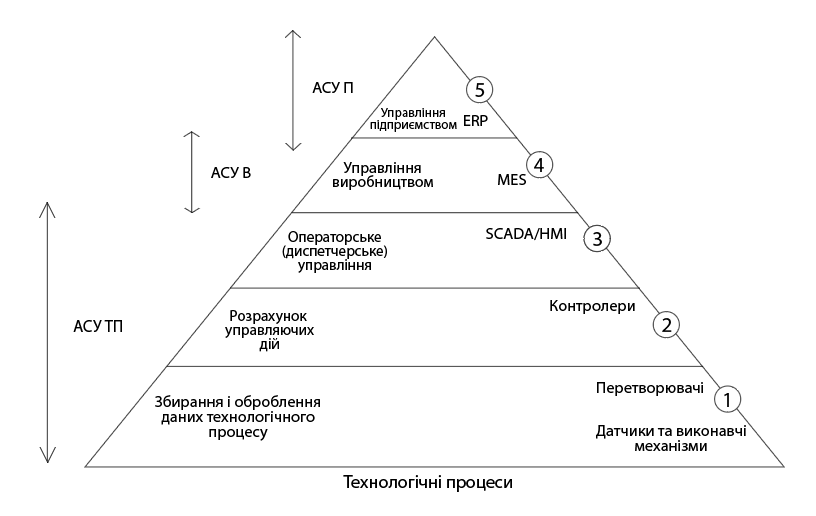 АСУ П
5
Управління
підприємством ERP
АСУ В
Управління
виробництвом
MES
4
Операторське
(диспетчерське)
управління
SCADA/HMI
3
АСУ ТП
Розрахунок
управляючих
дій
Контролери
2
Збирання і оброблення
даних технологічного
процесу
Перетворювачі
1
Датчики та виконавчі
механізми
Технологічні процеси